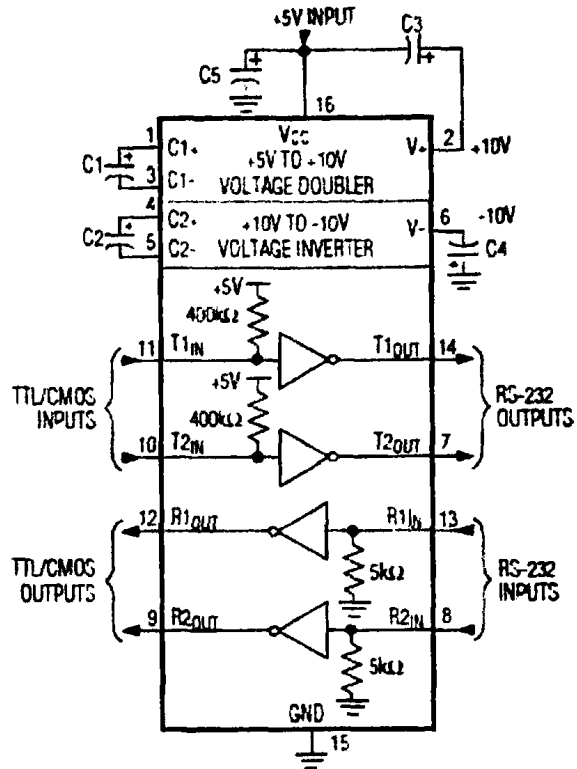 +5V INPUT
C3
C5
+
+
16
1
C1+
VCC
V+
2
+10V
C1
+
+5V TO +10V
3
C1-
VOLTAGE DOUBLER
4
C2+
+10V TO -10V
V-
6
-10V
C2
+
5
C2-
VOLTAGE INVERTER
C4
+
+5V
400kΩ
11
T1IN
T1OUT
14
TTL/CMOS
INPUTS
+5V
RS-232
OUTPUTS
400kΩ
10
T2IN
T2OUT
7
12
R1OUT
R1IN
13
TTL/CMOS
OUTPUTS
5kΩ
RS-232
INPUTS
9
R2OUT
R2IN
8
5kΩ
GND
15